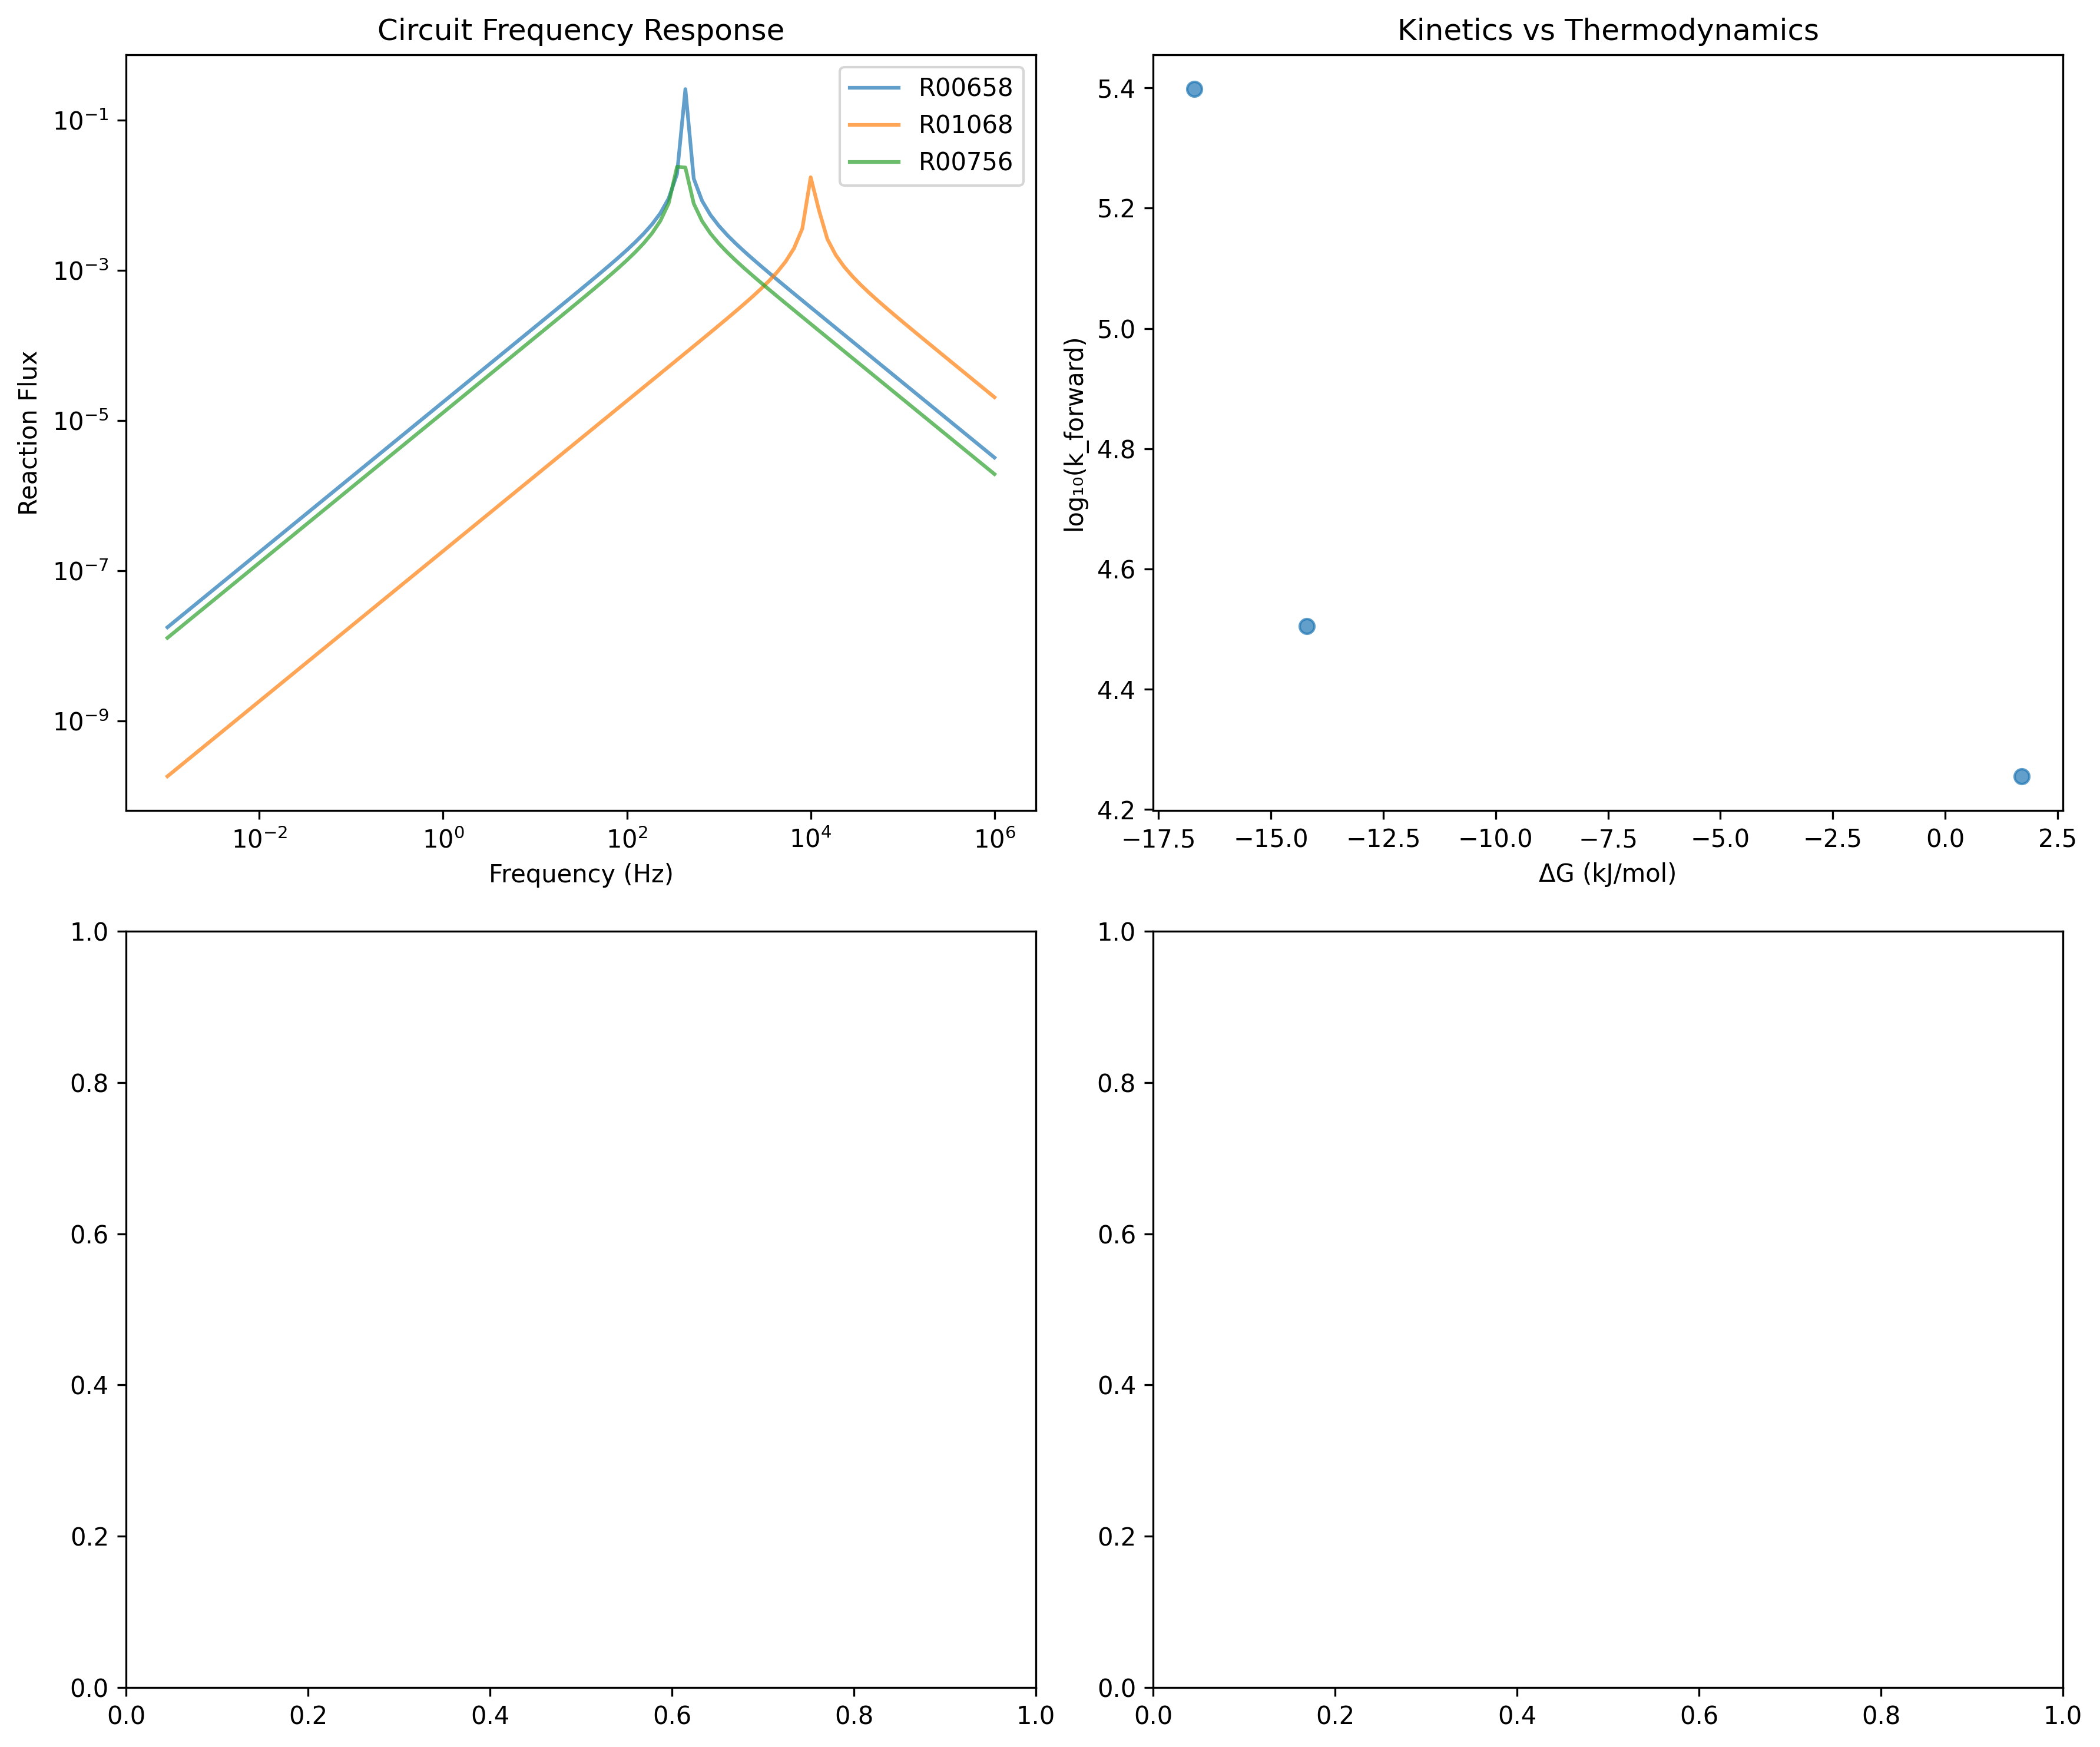 Circuit Frequency Response
Reaction Flux
10⁻¹
10⁻³
10⁻⁵
10⁻⁷
10⁻⁹
R00658
R01068
R00756
10⁻² 10⁰ 10² 10⁴ 10⁶
Frequency (Hz)
Kinetics vs Thermodynamics
log₁₀(k_forward)
5.4
5.2
5.0
4.8
4.6
4.4
4.2
−17.5 −15.0 −12.5 −10.0 −7.5 −5.0 −2.5 0.0 2.5
ΔG (kJ/mol)
1.0
0.8
0.6
0.4
0.2
0.0
0.0 0.2 0.4 0.6 0.8 1.0
1.0
0.8
0.6
0.4
0.2
0.0
0.0 0.2 0.4 0.6 0.8 1.0